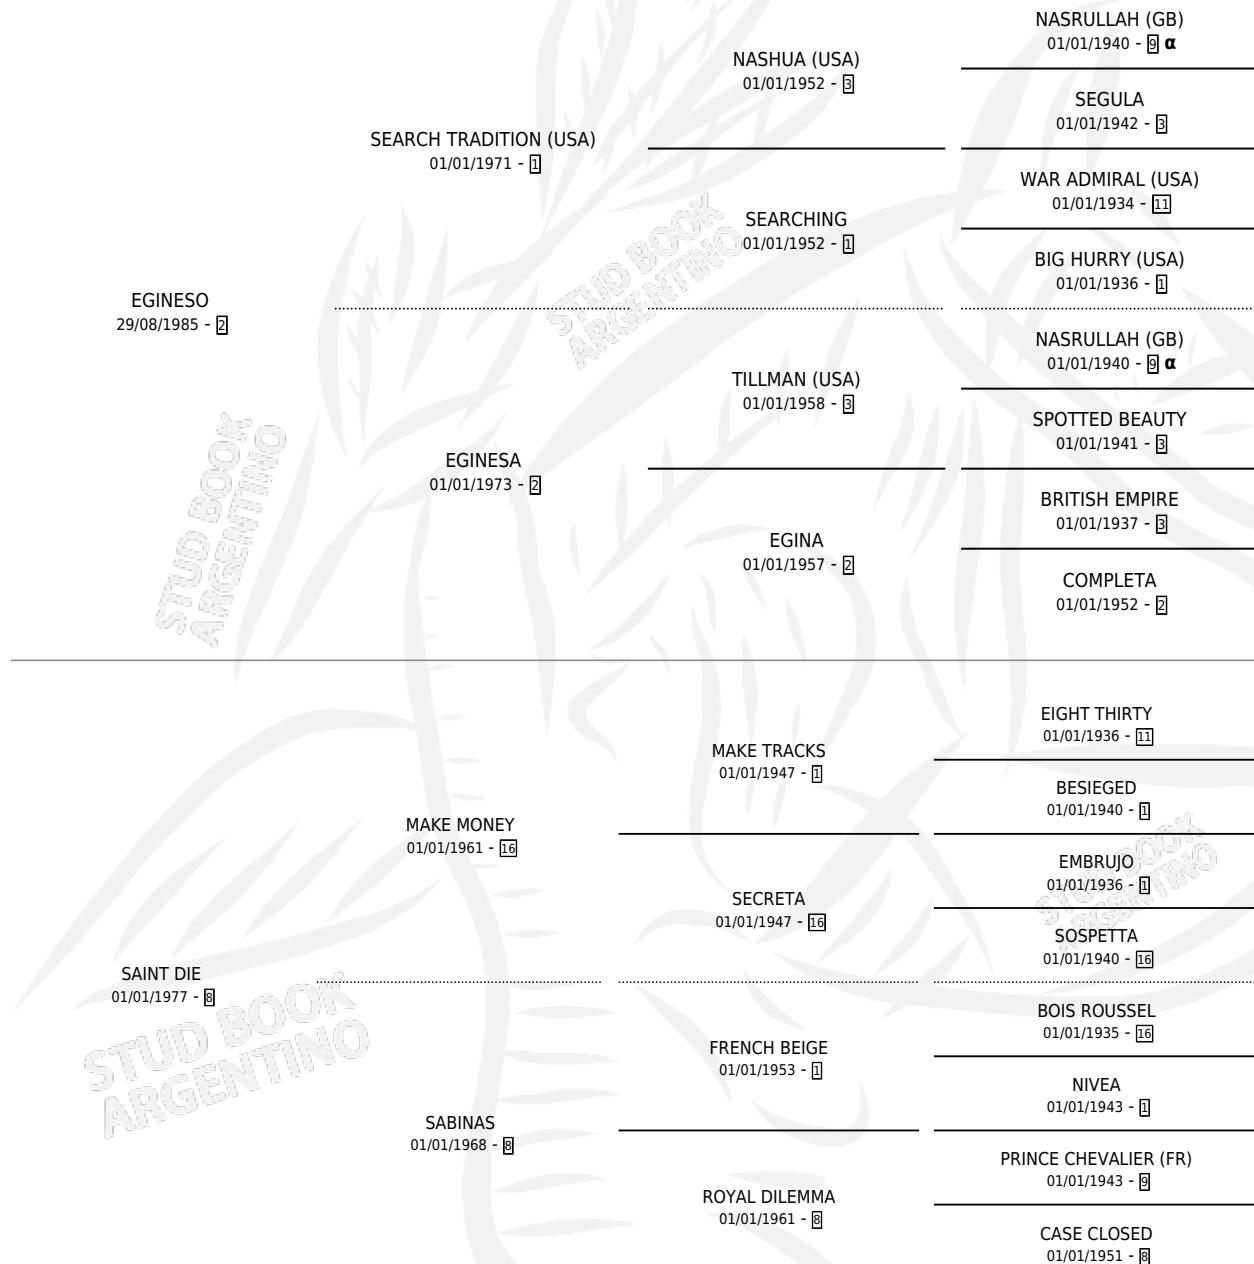 NASRULLAH (GB)
01/01/1940 - 9 α
NASHUA (USA)
01/01/1952 - 3
SEGULA
01/01/1942 - 3
SEARCH TRADITION (USA)
01/01/1971 - 1
WAR ADMIRAL (USA)
01/01/1934 - 11
SEARCHING
01/01/1952 - 1
BIG HURRY (USA)
01/01/1936 - 1
EGINESO
29/08/1985 - 2
NASRULLAH (GB)
01/01/1940 - 9 α
TILLMAN (USA)
01/01/1958 - 3
SPOTTED BEAUTY
01/01/1941 - 3
EGINESA
01/01/1973 - 2
BRITISH EMPIRE
01/01/1937 - 3
EGINA
01/01/1957 - 2
COMPLETA
01/01/1952 - 2
EIGHT THIRTY
01/01/1936 - 11
MAKE TRACKS
01/01/1947 - 1
BESIEGED
01/01/1940 - 1
MAKE MONEY
01/01/1961 - 16
EMBRUJO
01/01/1936 - 1
SECRETA
01/01/1947 - 16
SOSPETTA
01/01/1940 - 16
SAINT DIE
01/01/1977 - 8
BOIS ROUSSEL
01/01/1935 - 16
FRENCH BEIGE
01/01/1953 - 1
NIVEA
01/01/1943 - 1
SABINAS
01/01/1968 - 8
PRINCE CHEVALIER (FR)
01/01/1943 - 9
ROYAL DILEMMA
01/01/1961 - 8
CASE CLOSED
01/01/1951 - 8
STUD BOOK
ARGENTINO
STUD BOOK
ARGENTINO
STUD BOOK
ARGENTINO
STUD BOOK
ARGENTINO